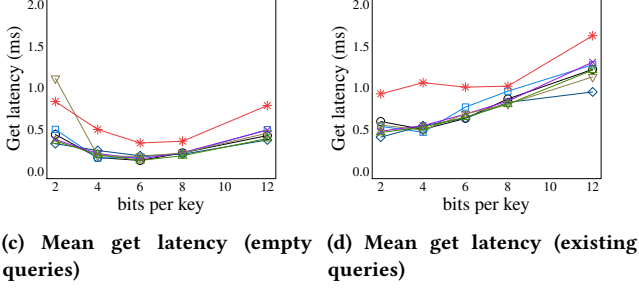 2.0
1.5
1.0
0.5
0.0
Get latency (ms)
2 4 6 8 10 12
bits per key
2.0
1.5
1.0
0.5
0.0
Get latency (ms)
2 4 6 8 10 12
bits per key
(c) Mean get latency (empty
queries)
(d) Mean get latency (existing
queries)